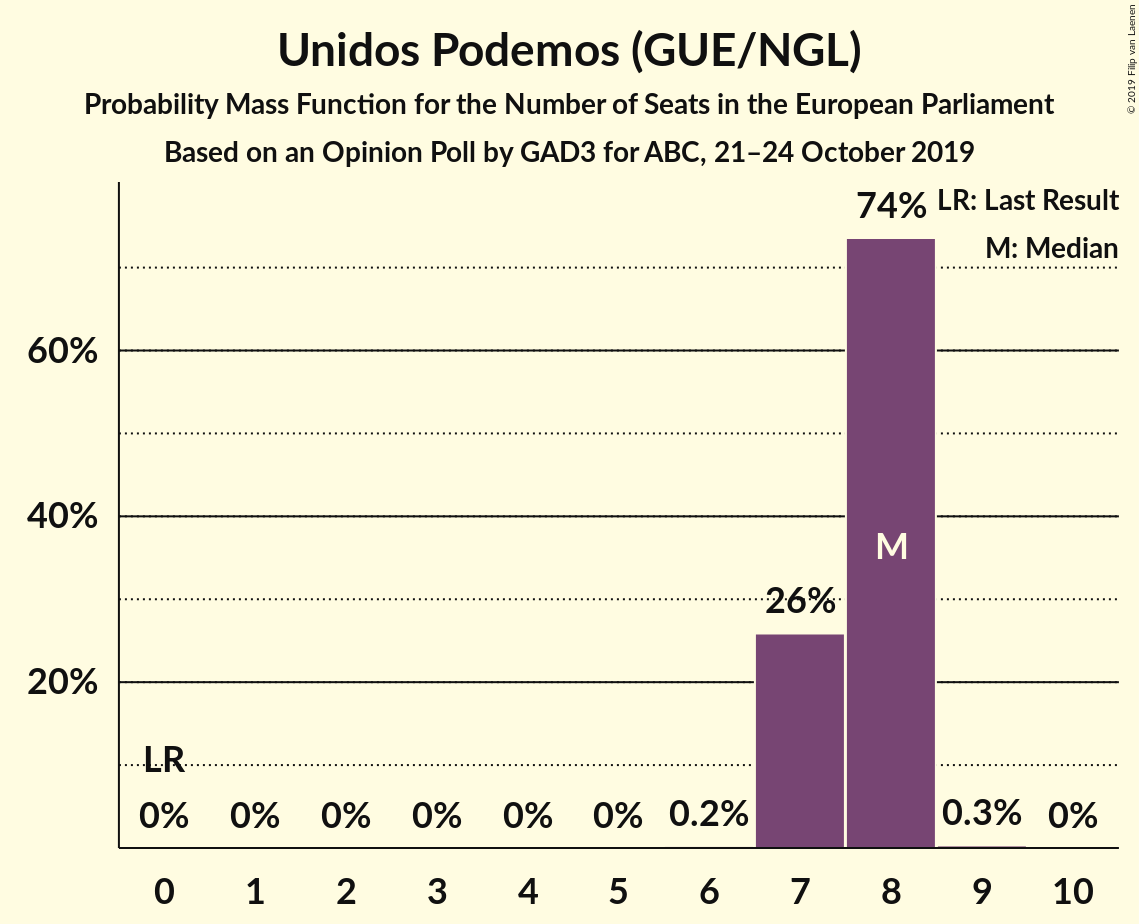 Unidos Podemos (GUE/NGL)
Probability Mass Function for the Number of Seats in the European Parliament
Based on an Opinion Poll by GAD3 for ABC, 21–24 October 2019
© 2019 Filip van Laenen
74%
LR: Last Result
M: Median
60%
40%
M
26%
20%
LR
0% 0% 0% 0% 0% 0% 0.2% 0.3% 0%
0 1 2 3 4 5 6 7 8 9 10